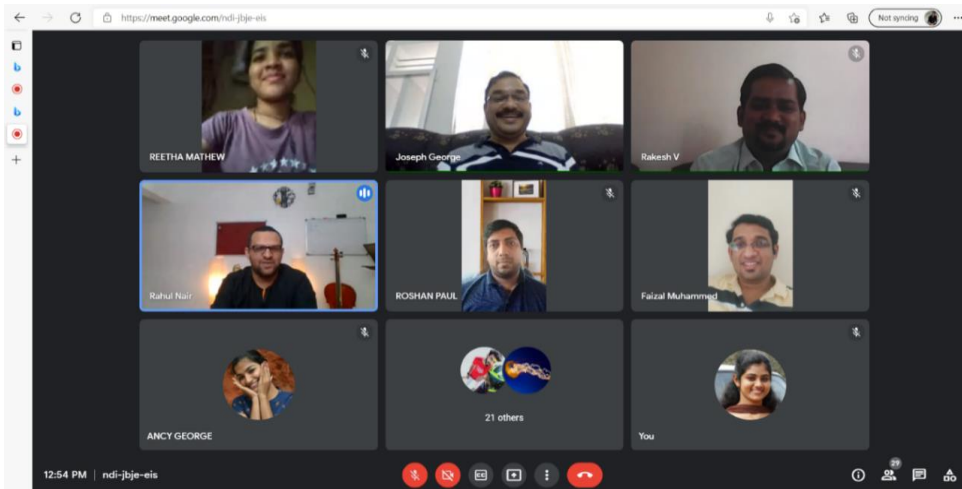 https://meet.google.com/ndi-jbje-eis
Not syncing
REETHA MATHEW
Joseph George
Rakesh V
Rahul Nair
ROSHAN PAUL
Faizal Muhammed
ANCY GEORGE
21 others
You
12:54 PM | ndi-jbje-eis
29